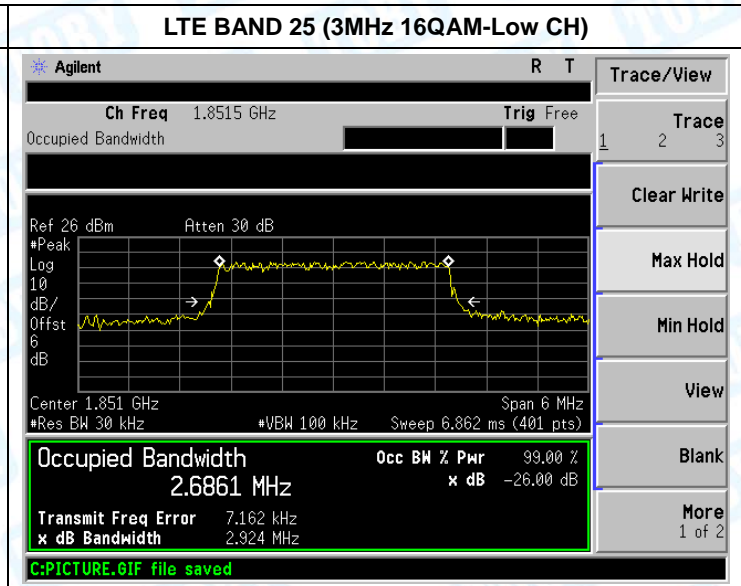 LTE BAND 25 (3MHz 16QAM-Low CH)
Agilent R T
Trace/View
Ch Freq 1.8515 GHz Trig Free
Occupied Bandwidth
Trace
1 2 3
Clear Write
Ref 26 dBm Atten 30 dB
#Peak
Log
10
dB/
Offst
6
dB
Max Hold
Min Hold
View
Center 1.851 GHz Span 6 MHz
#Res BW 30 kHz #VBW 100 kHz Sweep 6.862 ms (401 pts)
Occupied Bandwidth Occ BW % Pwr 99.00 %
2.6861 MHz x dB -26.00 dB
Blank
Transmit Freq Error 7.162 kHz
x dB Bandwidth 2.924 MHz
More
1 of 2
C:PICTURE.GIF file saved